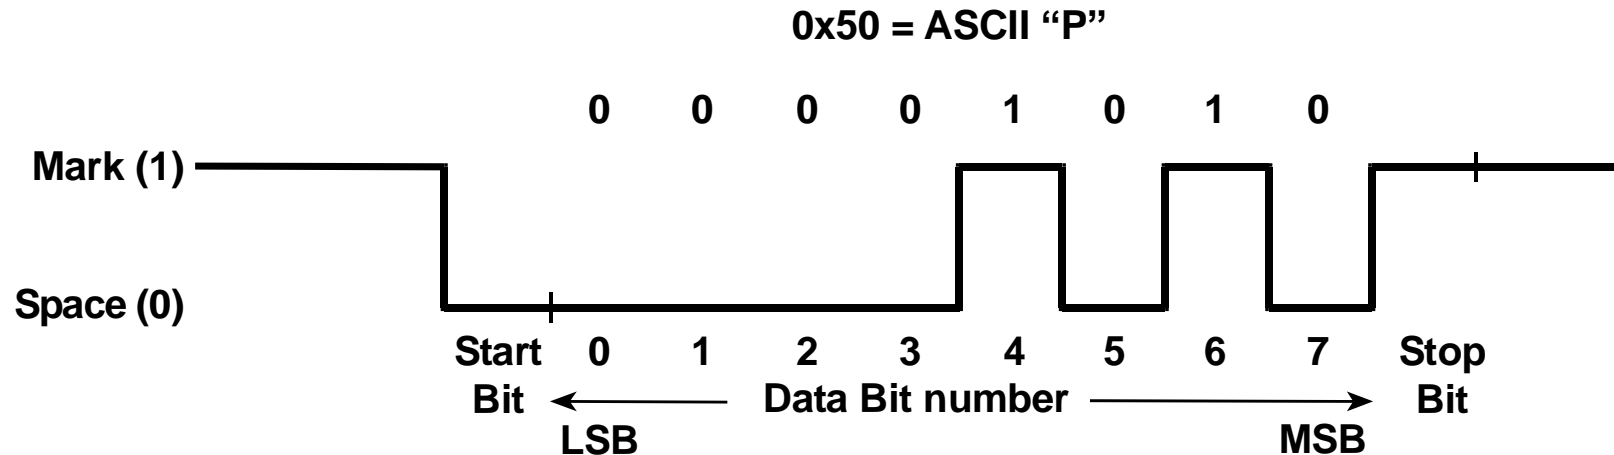 0x50 = ASCII “P”
0 0 0 0 1 0 1 0
Mark (1)
Space (0)
Start 0 1 2 3 4 5 6 7 Stop
Bit Data Bit number Bit
LSB MSB